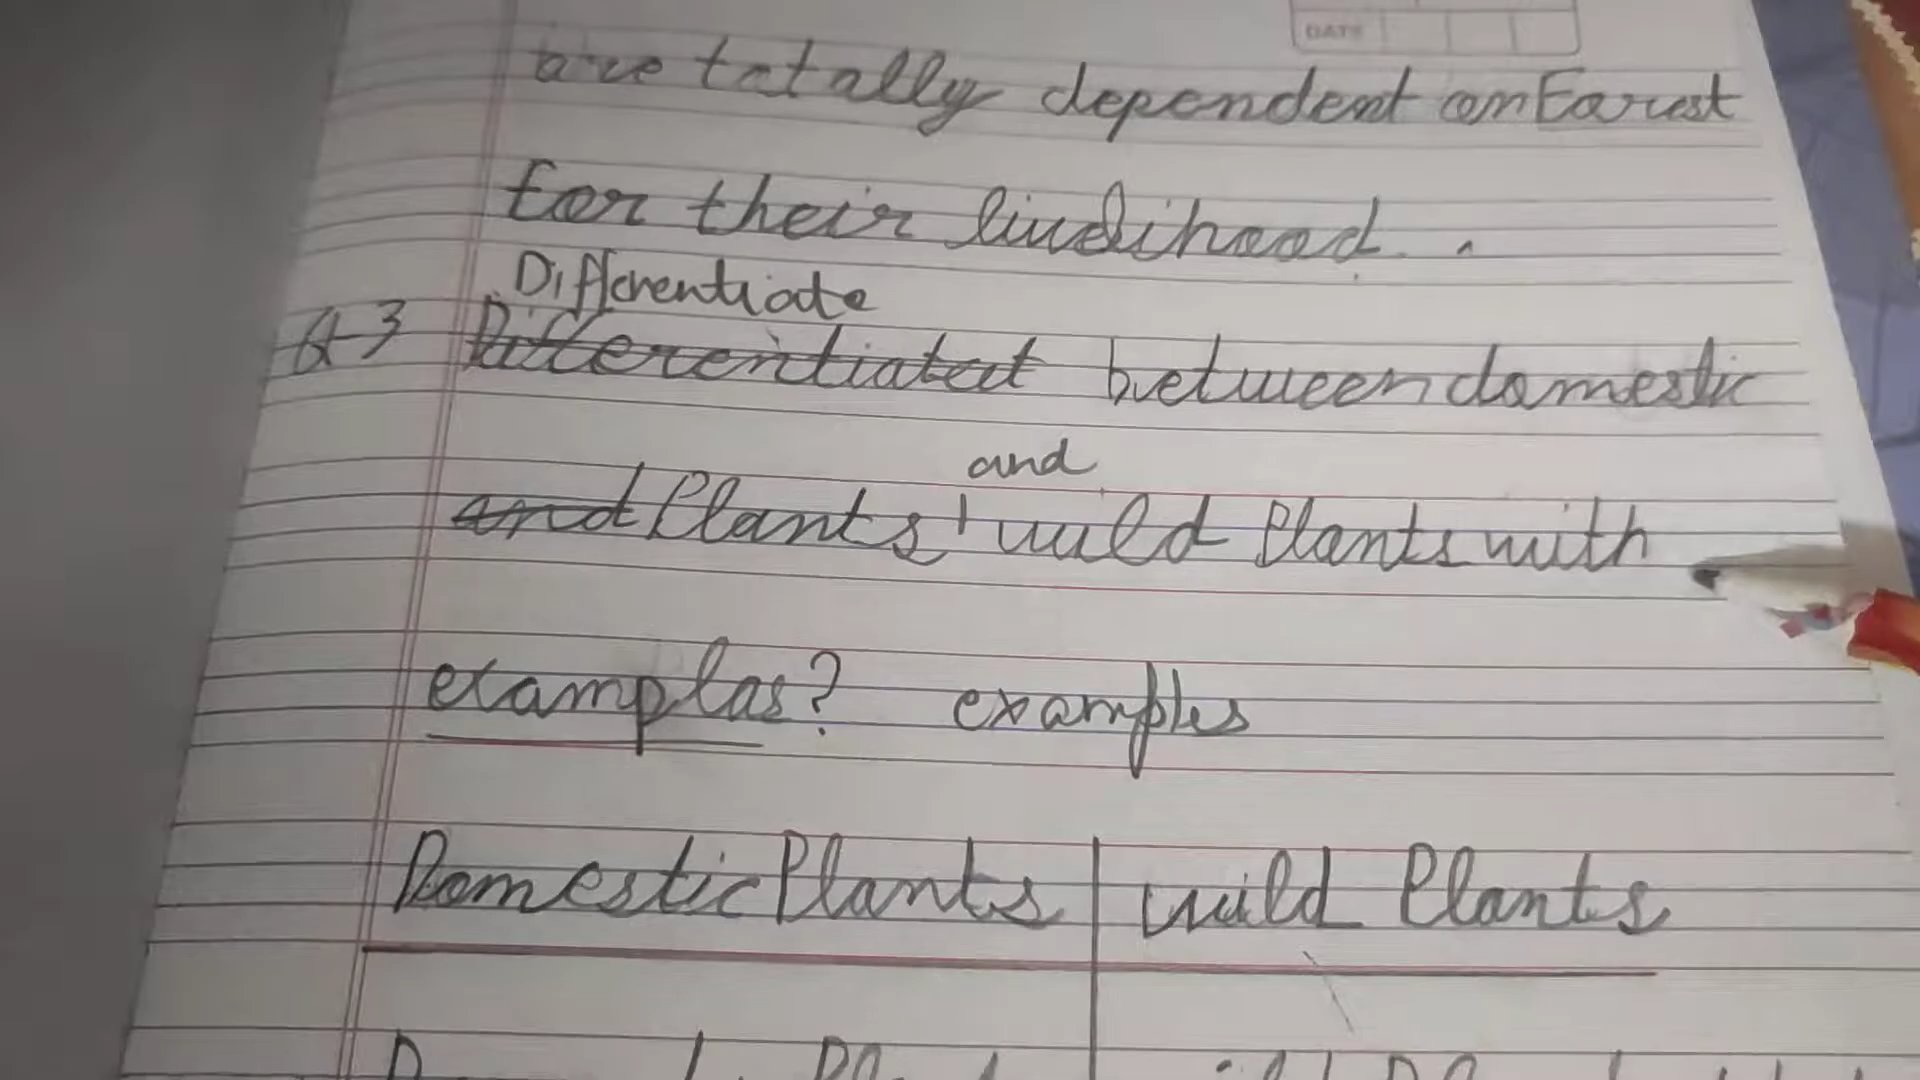 DATE
are totally dependent on Forest
for their livelihood.
Differentiate
Q3 Differentiated between domestic
and
and Plants wild Plants with
examplas? examples
Domestic Plants wild Plants